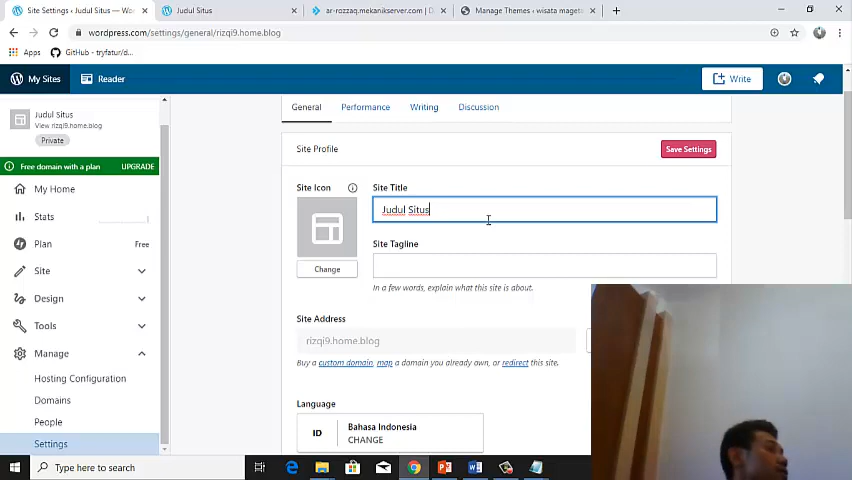 Site Settings ‹ Judul Situs — Wo
Judul Situs
ar-rozzaq.mekanikserver.com | D
Manage Themes ‹ wisata maget
wordpress.com/settings/general/rizqi9.home.blog
Apps
GitHub - tryfatur/d...
My Sites
Reader
Write
Judul Situs
View rizqi9.home.blog
Private
Free domain with a plan
UPGRADE
My Home
Stats
Plan
Free
Site
Design
Tools
Manage
Hosting Configuration
Domains
People
Settings
General
Performance
Writing
Discussion
Site Profile
Save Settings
Site Icon
Change
Site Title
Judul Situs
Site Tagline
In a few words, explain what this site is about.
Site Address
rizqi9.home.blog
Buy a custom domain, map a domain you already own, or redirect this site.
Language
ID
Bahasa Indonesia
CHANGE
Type here to search